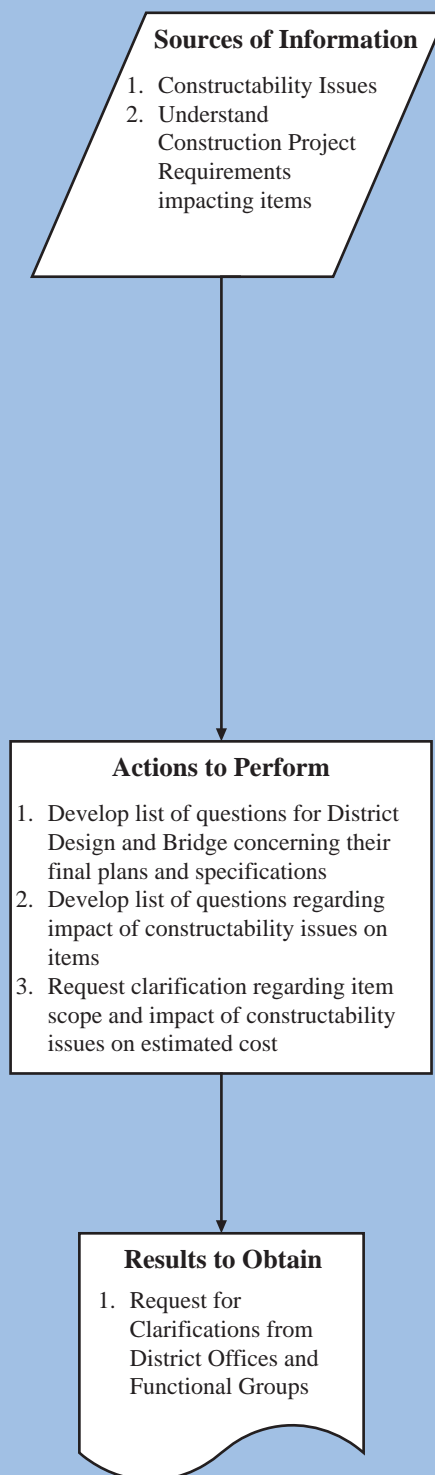 Sources of Information
1. Constructability Issues
2. Understand
Construction Project
Requirements
impacting items
Actions to Perform
1. Develop list of questions for District
Design and Bridge concerning their
final plans and specifications
2. Develop list of questions regarding
impact of constructability issues on
items
3. Request clarification regarding item
scope and impact of constructability
issues on estimated cost
Results to Obtain
1. Request for
Clarifications from
District Offices and
Functional Groups